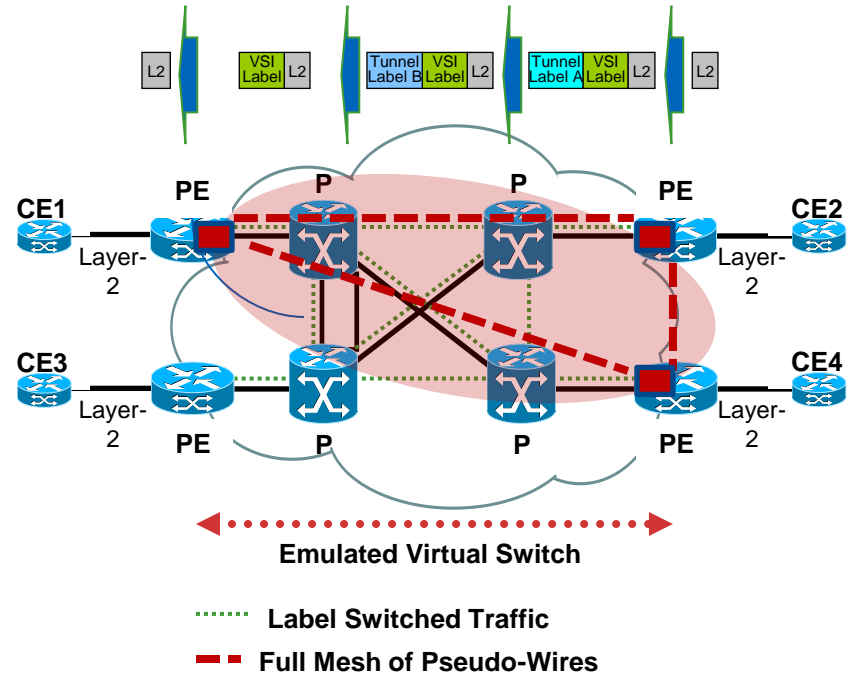 L2
VSI
Label
L2
Tunnel
Label B
VSI
Label
L2
Tunnel
Label A
VSI
Label
L2
L2
PE
P
P
PE
CE1
CE2
Layer-
2
Layer-
2
CE3
CE4
Layer-
2
Layer-
2
PE
P
P
PE
Emulated Virtual Switch
Label Switched Traffic
Full Mesh of Pseudo-Wires